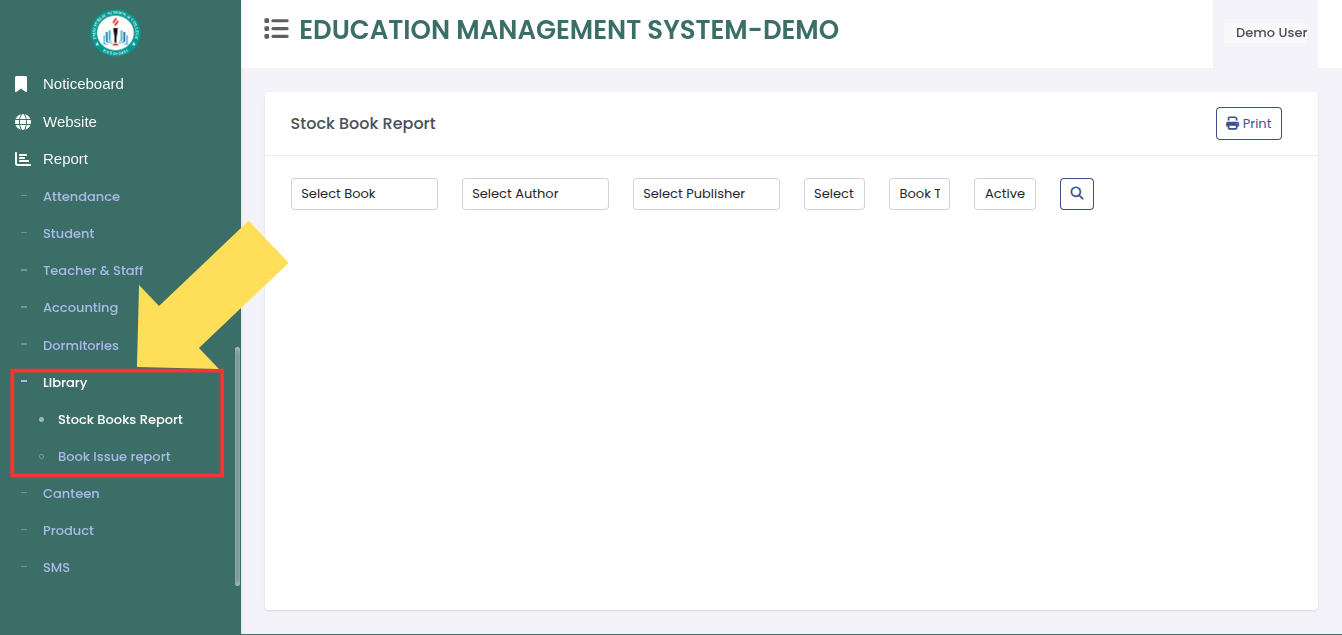 EDUCATION MANAGEMENT SYSTEM-DEMO
Demo User
Noticeboard
Website
Report
Attendance
Student
Teacher & Staff
Accounting
Dormitories
Library
Stock Books Report
Book Issue report
Canteen
Product
SMS
Stock Book Report
Print
Select Book
Select Author
Select Publisher
Select
Book T
Active